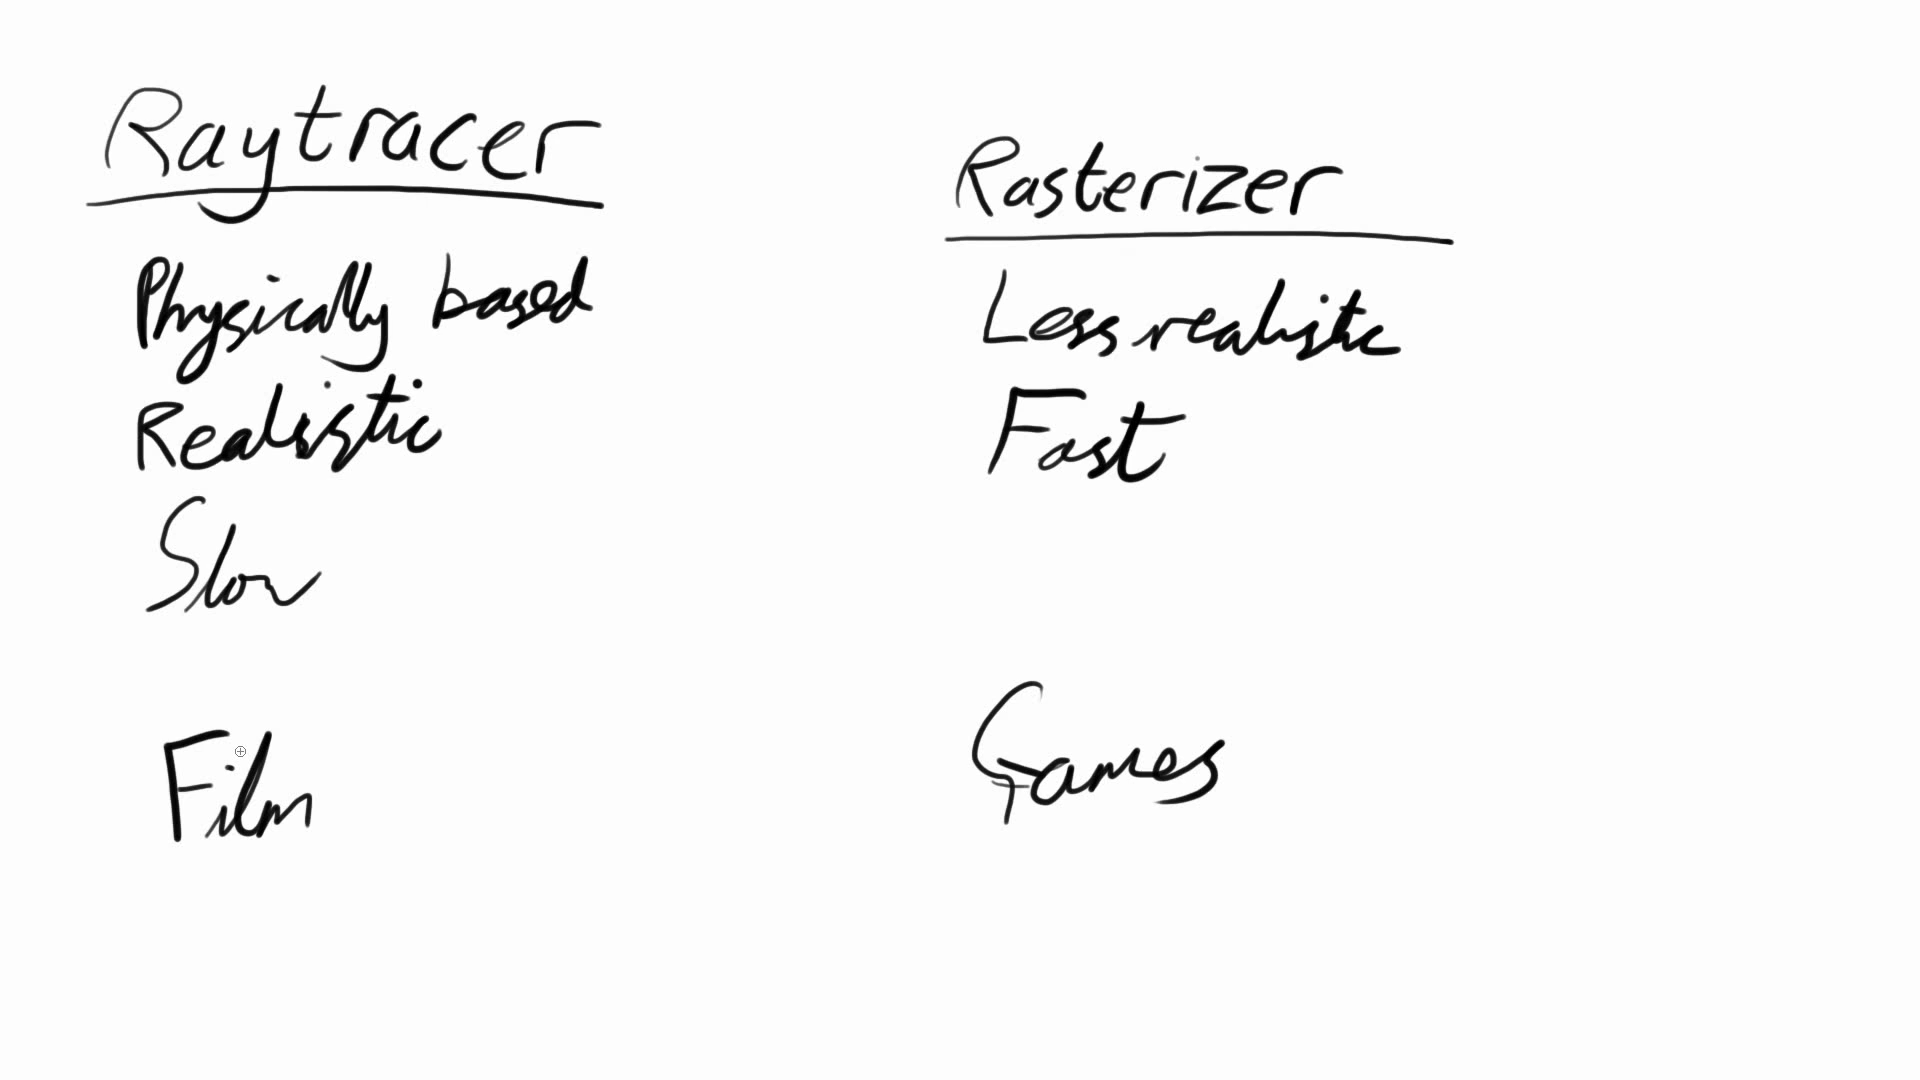 Raytracer
Physically based
Realistic
Slow
Film
Rasterizer
Less realistic
Fast
Games